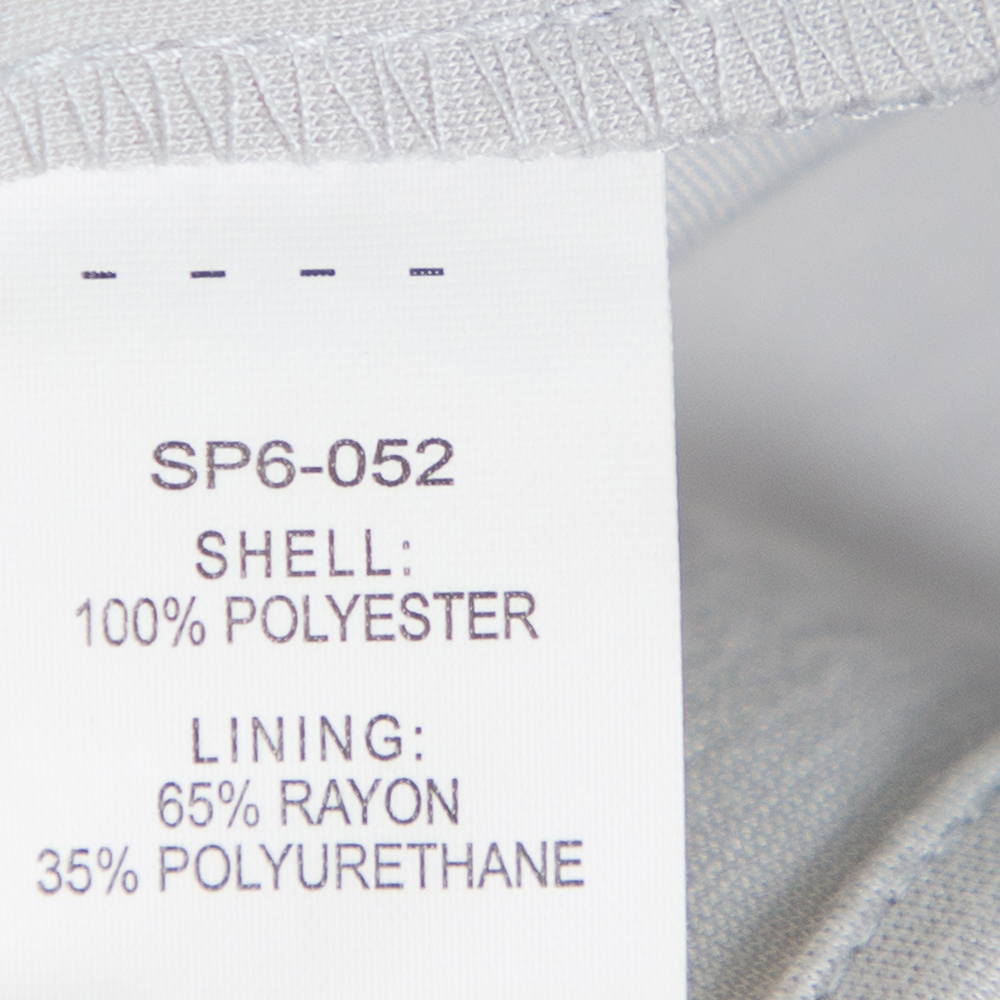 - - - -
SP6-052
SHELL:
100% POLYESTER
LINING:
65% RAYON
35% POLYURETHANE